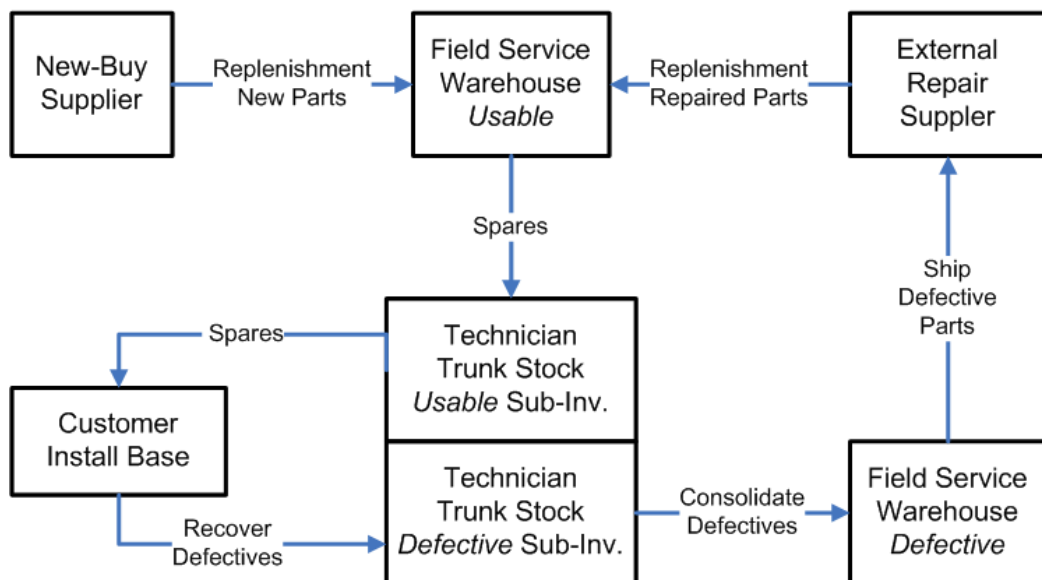 New-Buy
Supplier
Replenishment
New Parts
Field Service
Warehouse
Usable
Replenishment
Repaired Parts
External
Repair
Suppler
Spares
Ship
Defective
Parts
Spares
Technician
Trunk Stock
Usable Sub-Inv.
Customer
Install Base
Technician
Trunk Stock
Defective Sub-Inv.
Recover
Defectives
Consolidate
Defectives
Field Service
Warehouse
Defective